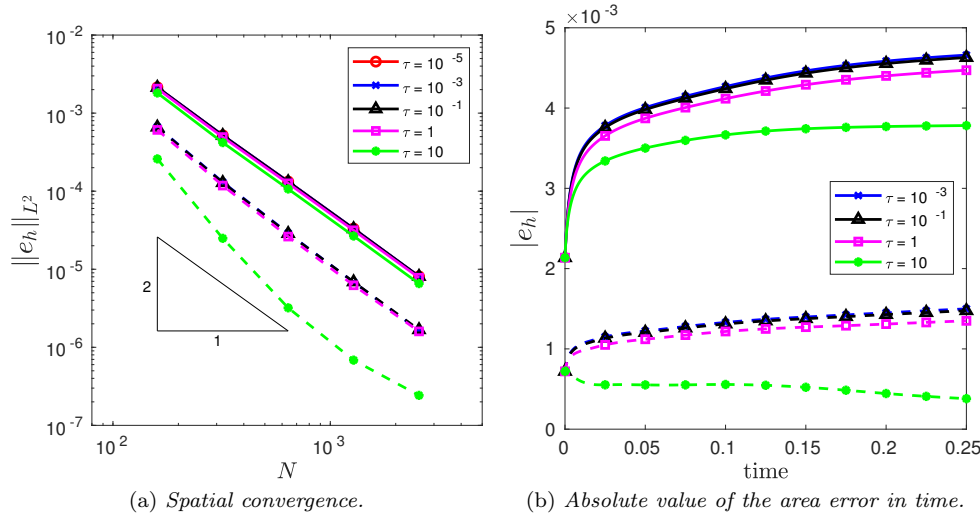 10^-2
10^-3
10^-4
10^-5
10^-6
10^-7
||e_h||_{L^2}
τ = 10^-5
τ = 10^-3
τ = 10^-1
τ = 1
τ = 10
2
1
10^2
10^3
N
(a) Spatial convergence.
×10^-3
5
4
3
2
1
0
|e_h|
τ = 10^-3
τ = 10^-1
τ = 1
τ = 10
0
0.05
0.1
0.15
0.2
0.25
time
(b) Absolute value of the area error in time.